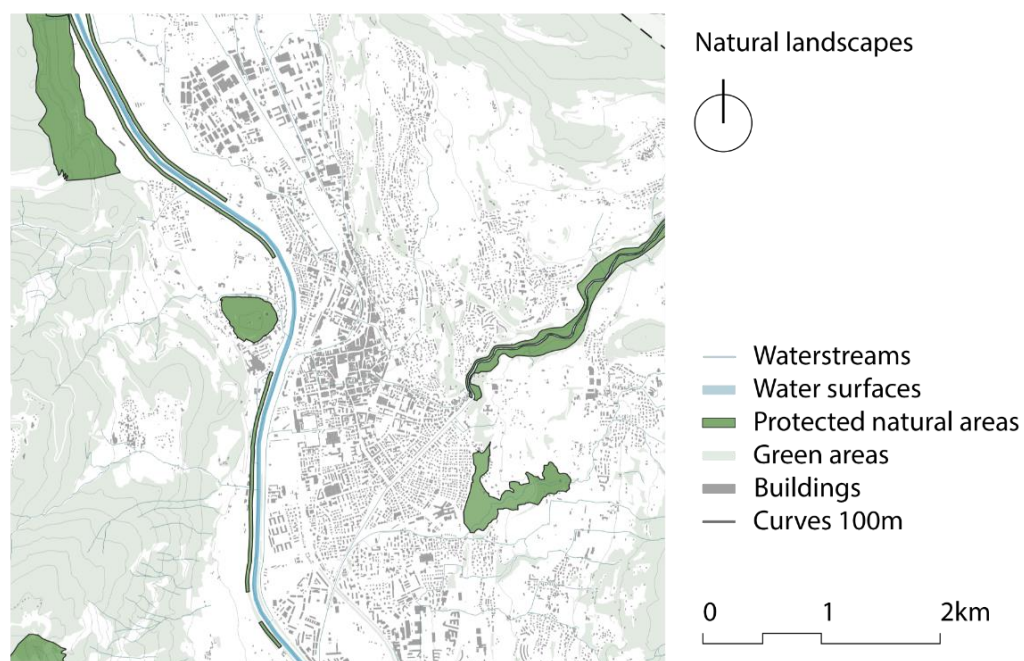 Natural landscapes
Waterstreams
Water surfaces
Protected natural areas
Green areas
Buildings
Curves 100m
0 1 2km